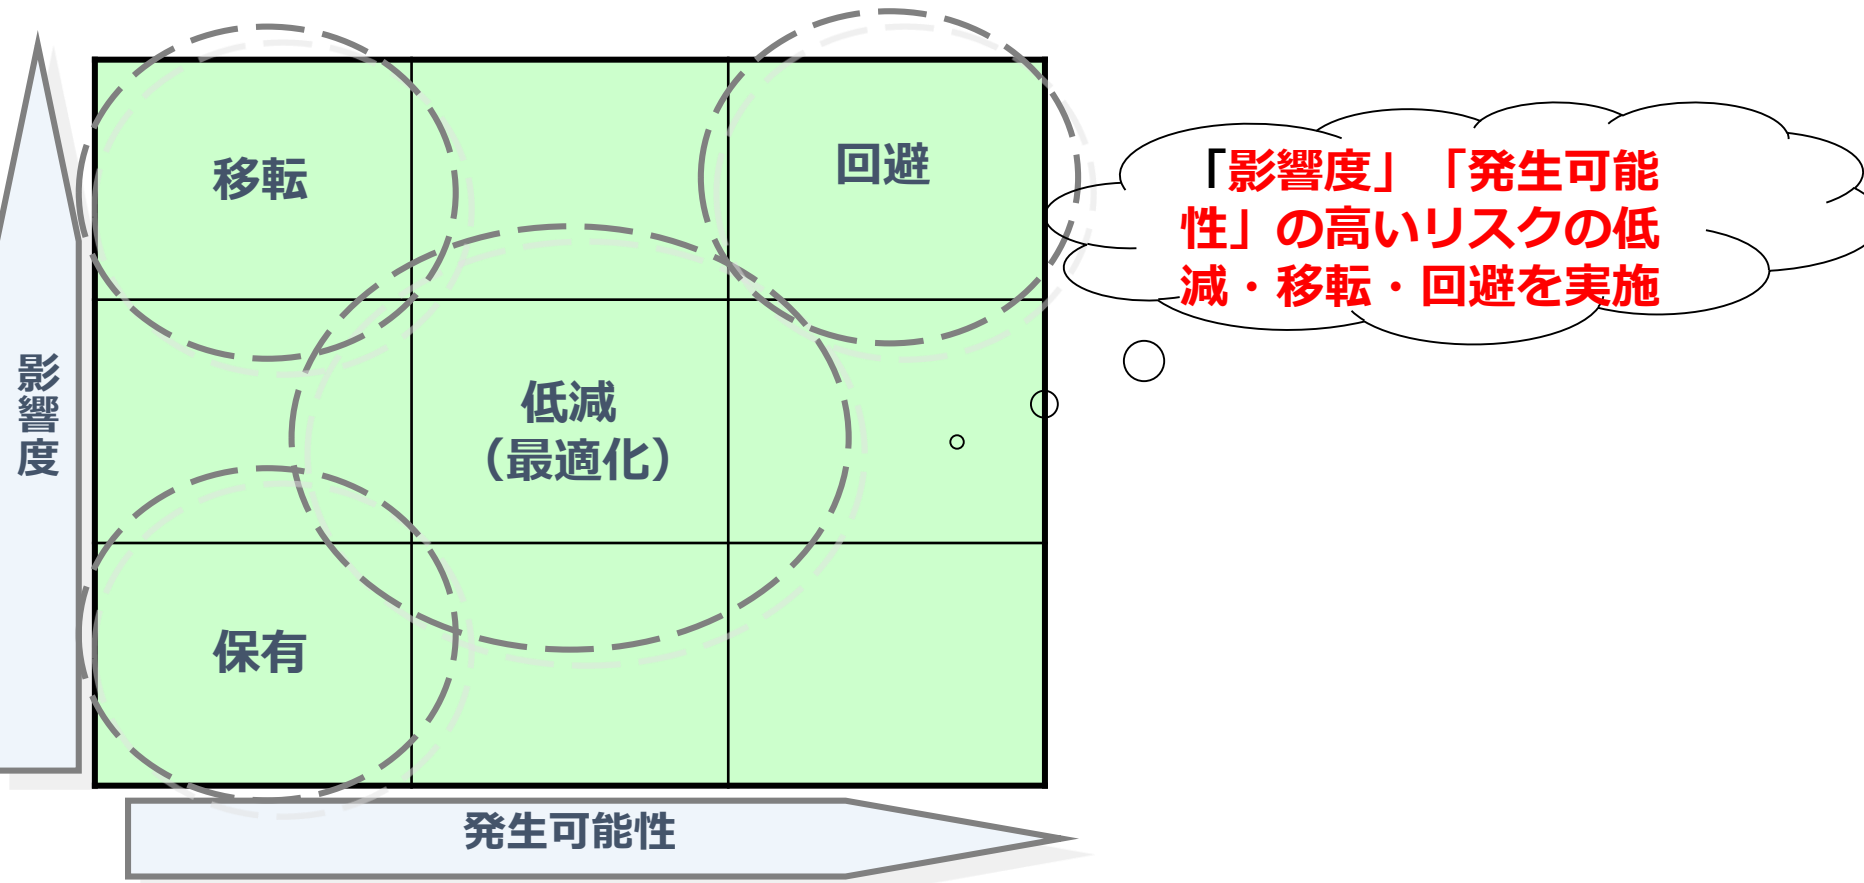 移転
回避
「影響度」「発生可能
性」の高いリスクの低
減・移転・回避を実施
影響度
低減
（最適化）
保有
発生可能性